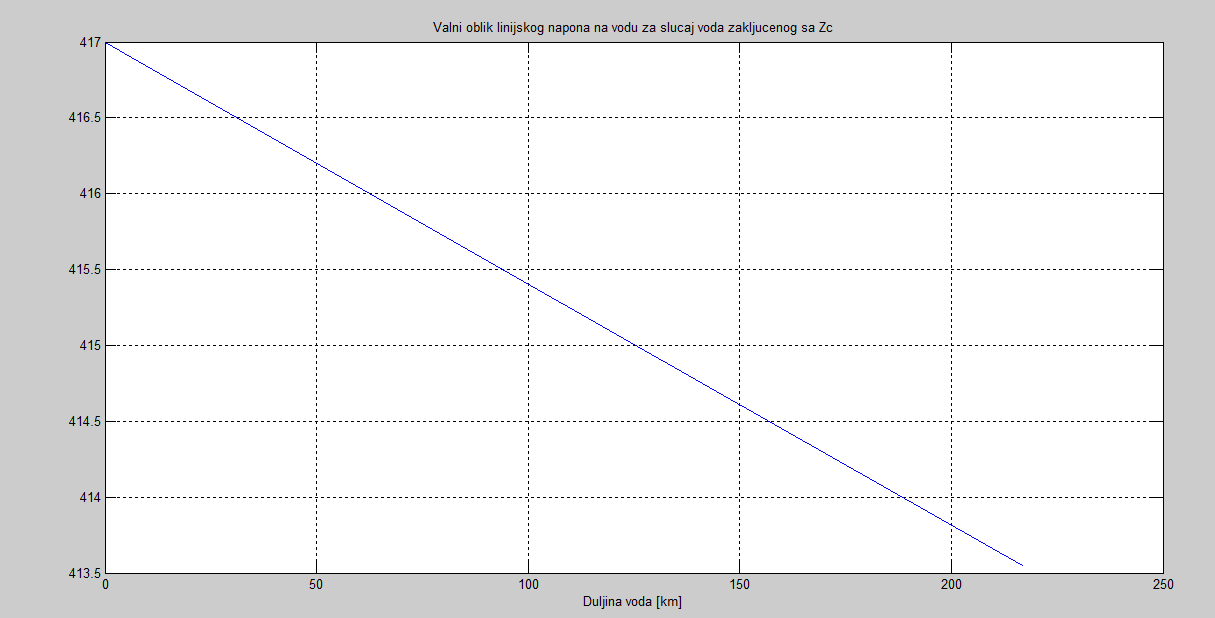 Valni oblik linijskog napona na vodu za slucaj voda zakljucenog sa Zc
417
416.5
416
415.5
415
414.5
414
413.5
0 50 100 150 200 250
Duljina voda [km]